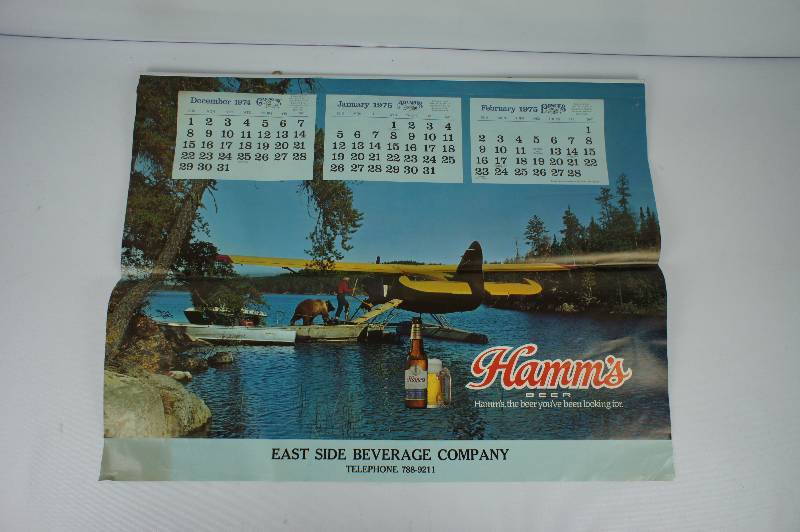 December 1974
1 2 3 4 5 6 7
8 9 10 11 12 13 14
15 16 17 18 19 20 21
22 23 24 25 26 27 28
29 30 31
January 1975
1 2 3 4
5 6 7 8 9 10 11
12 13 14 15 16 17 18
19 20 21 22 23 24 25
26 27 28 29 30 31
February 1975
1
2 3 4 5 6 7 8
9 10 11 13 14 15
16 17 18 19 20 21 22
23 24 25 26 27 28
Hamm's
Hamm's
BEER
Hamm's, the beer you've been looking for.
EAST SIDE BEVERAGE COMPANY
TELEPHONE 788-9211